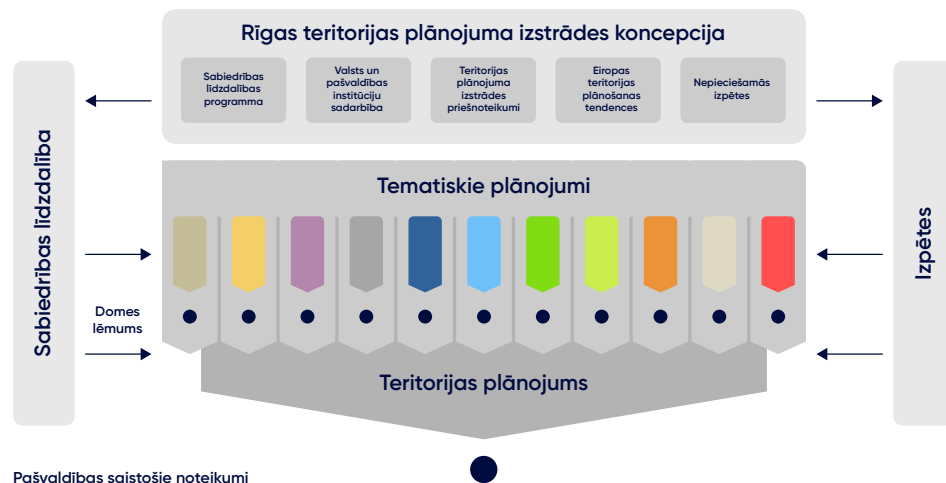 Rīgas teritorijas plānojuma izstrādes koncepcija
Sabiedrības
līdzdalības
programma
Valsts un
pašvaldības
institūciju
sadarbība
Teritorijas
plānojuma
izstrādes
priešnoteikumi
Eiropas
teritorijas
plānošanas
tendences
Nepieciešamās
izpētes
Sabiedrības līdzdalība
Tematiskie plānojumi
Izpētes
Domes
lēmums
Teritorijas plānojums
Pašvaldības saistošie noteikumi